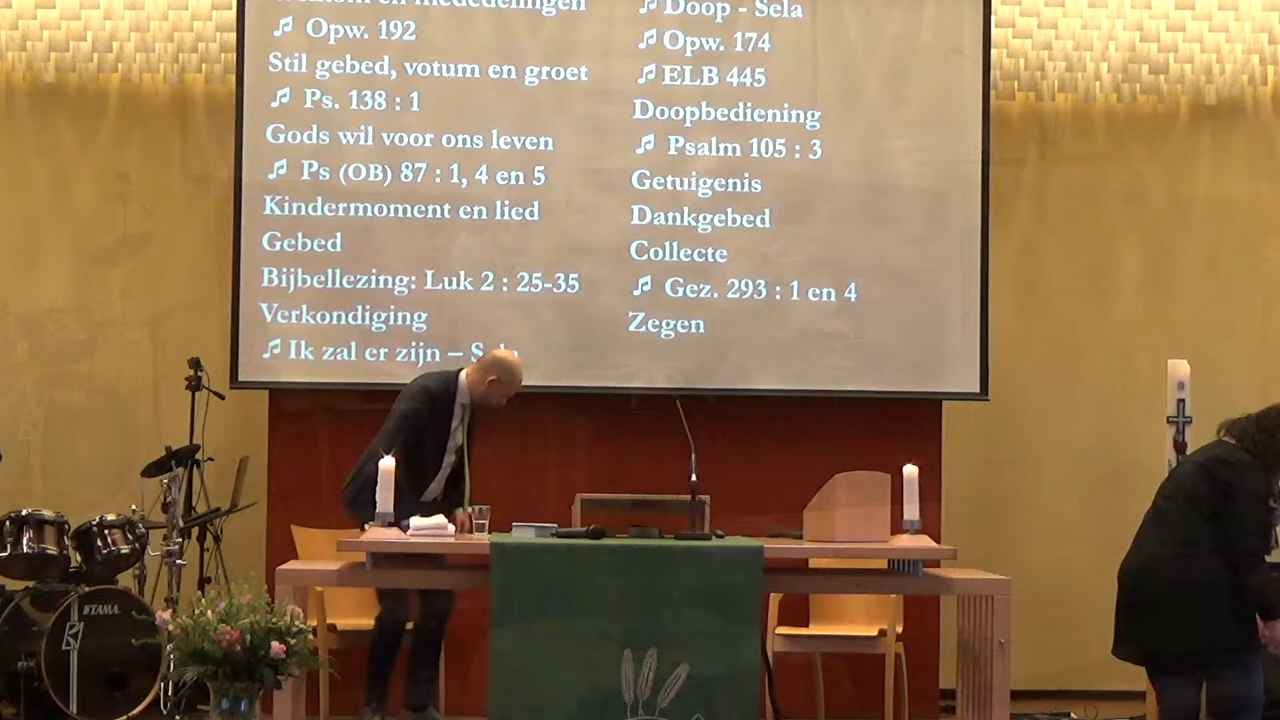 en mededelingen
♫ Opw. 192
Stil gebed, votum en groet
♫ Ps. 138 : 1
Gods wil voor ons leven
♫ Ps (OB) 87 : 1, 4 en 5
Kindermoment en lied
Gebed
Bijbellezing: Luk 2 : 25-35
Verkondiging
♫ Ik zal er zijn –
♫ Doop - Sela
♫ Opw. 174
♫ ELB 445
Doopbediening
♫ Psalm 105 : 3
Getuigenis
Dankgebed
Collecte
♫ Gez. 293 : 1 en 4
Zegen
TAMA